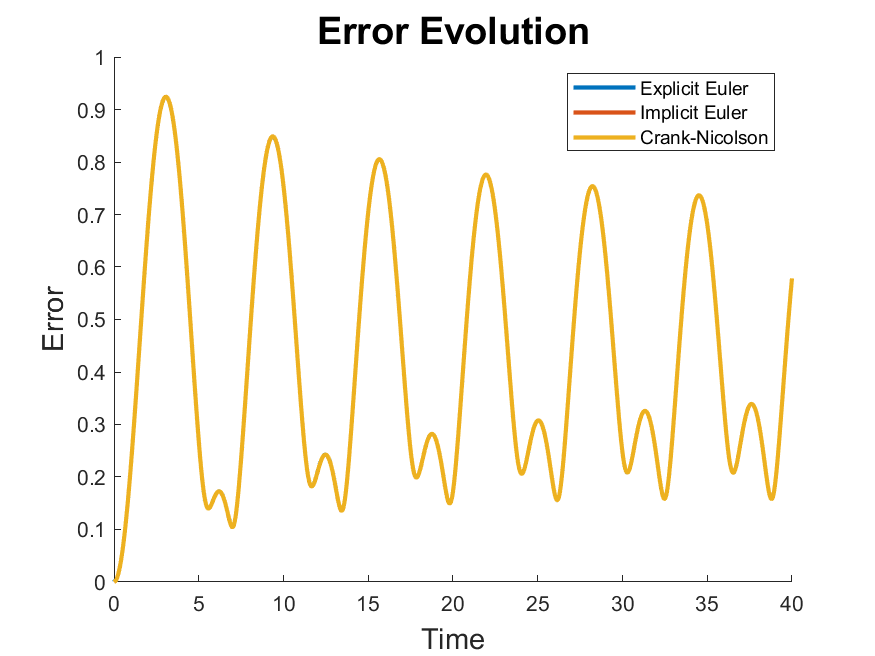 Error Evolution
1
0.9
0.8
0.7
0.6
0.5
0.4
0.3
0.2
0.1
0
Error
Explicit Euler
Implicit Euler
Crank-Nicolson
0 5 10 15 20 25 30 35 40
Time